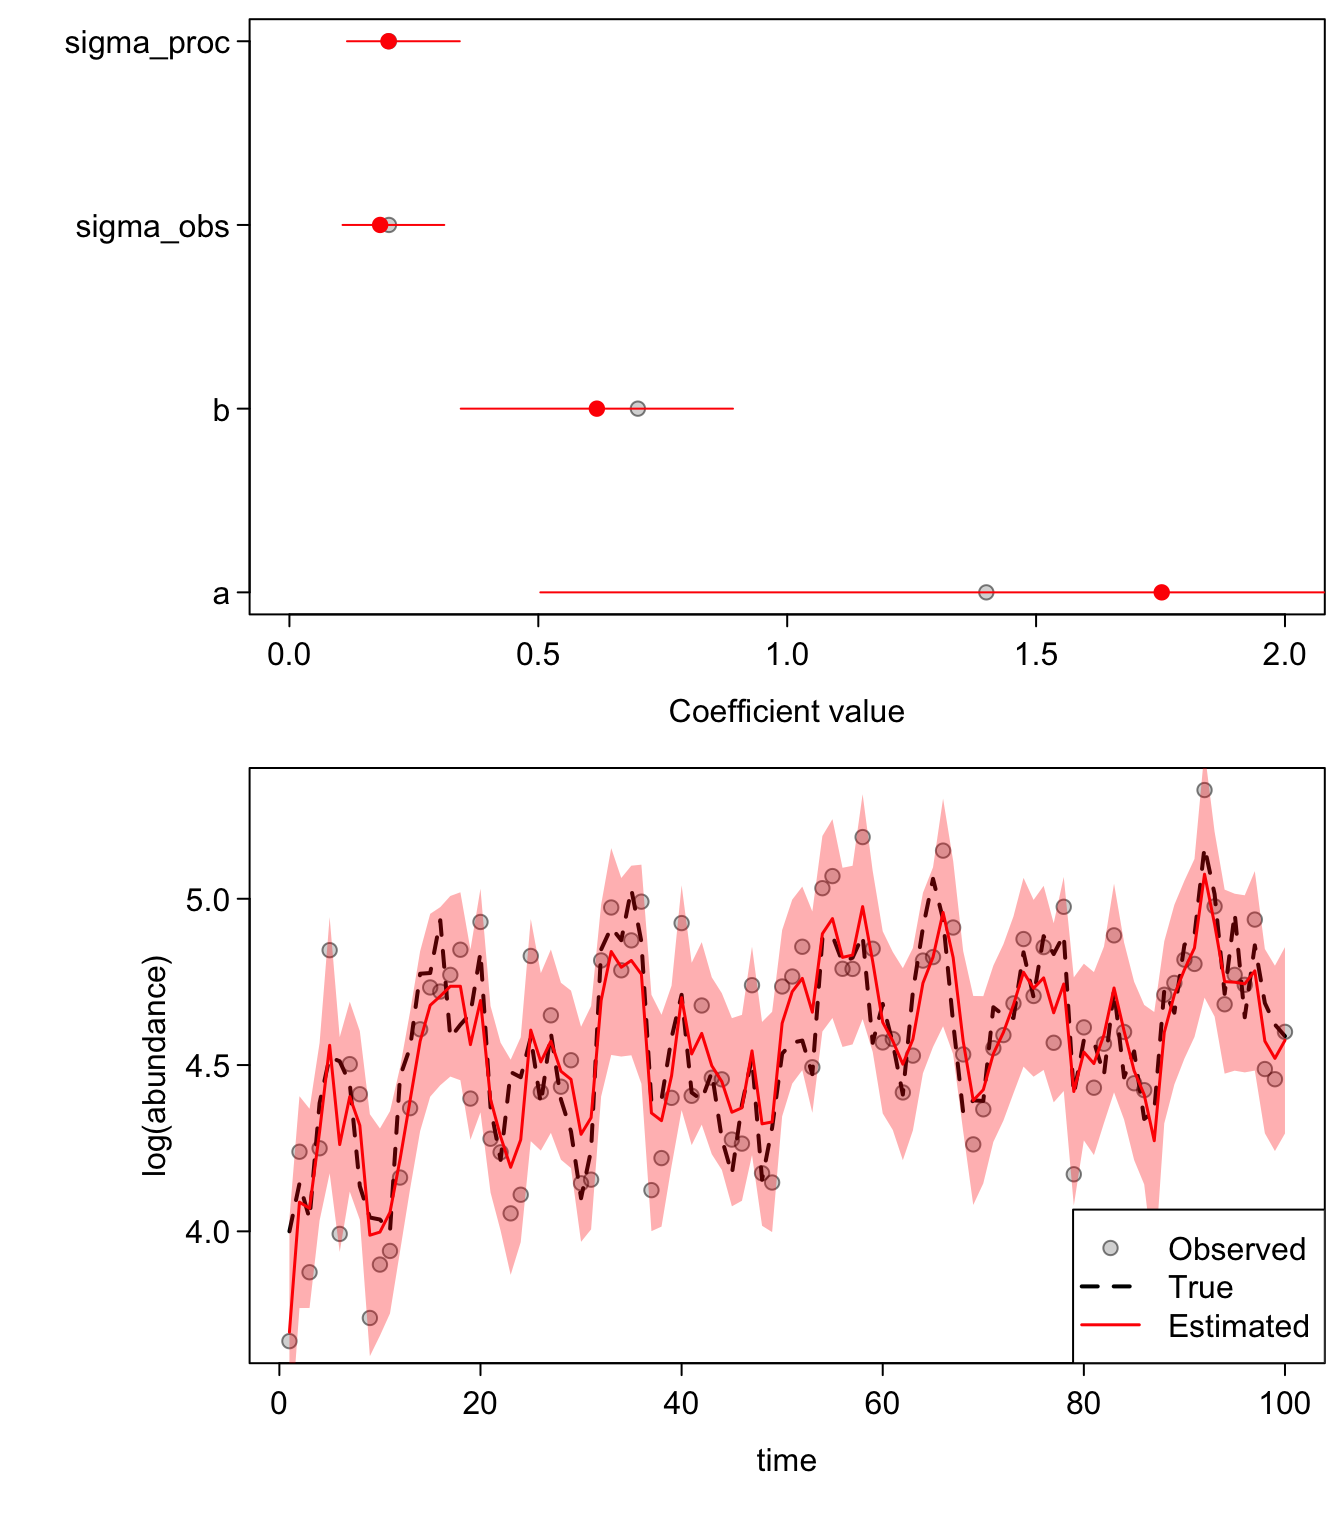 sigma_proc
sigma_obs
b
a
0.0 0.5 1.0 1.5 2.0
Coefficient value
log(abundance)
5.0
4.5
4.0
Observed
True
Estimated
0 20 40 60 80 100
time